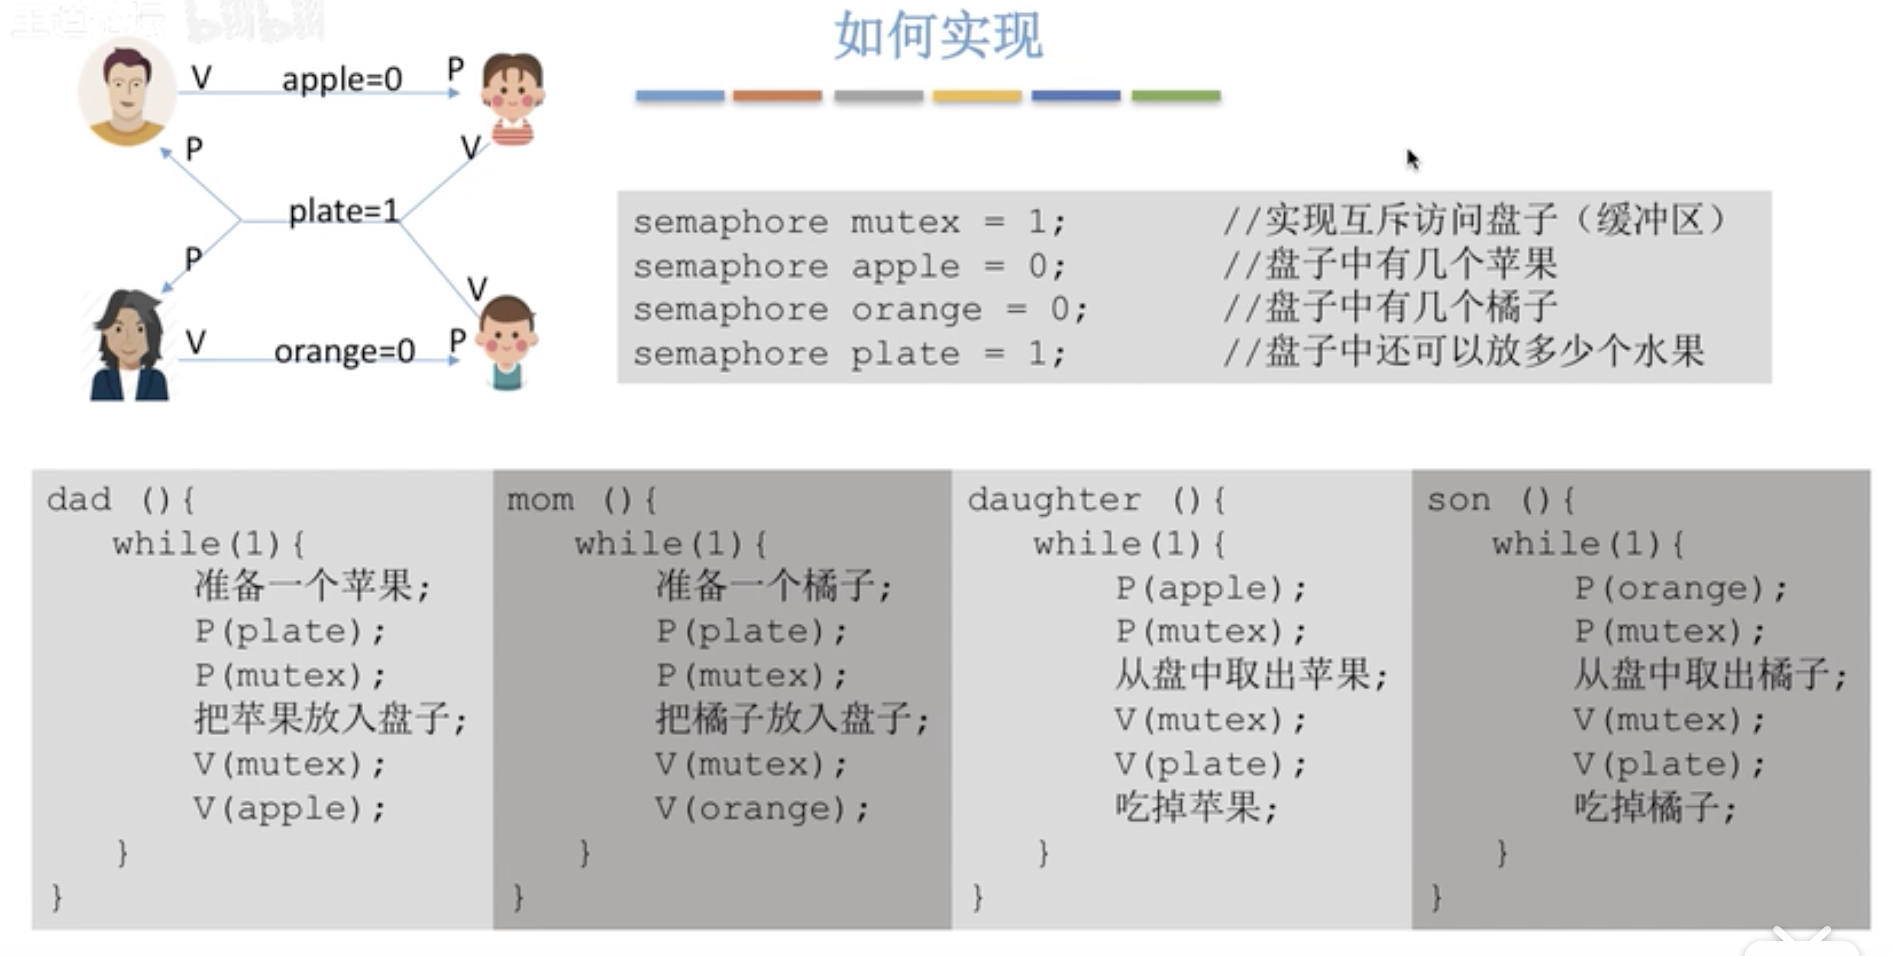 王道论坛 bilibili
如何实现
V apple=0 P
P V
plate=1
P V
V orange=0 P
semaphore mutex = 1; //实现互斥访问盘子（缓冲区）
semaphore apple = 0; //盘子中有几个苹果
semaphore orange = 0; //盘子中有几个橘子
semaphore plate = 1; //盘子中还可以放多少个水果
dad (){
while(1){
准备一个苹果;
P(plate);
P(mutex);
把苹果放入盘子;
V(mutex);
V(apple);
}
}
mom (){
while(1){
准备一个橘子;
P(plate);
P(mutex);
把橘子放入盘子;
V(mutex);
V(orange);
}
}
daughter (){
while(1){
P(apple);
P(mutex);
从盘中取出苹果;
V(mutex);
V(plate);
吃掉苹果;
}
}
son (){
while(1){
P(orange);
P(mutex);
从盘中取出橘子;
V(mutex);
V(plate);
吃掉橘子;
}
}